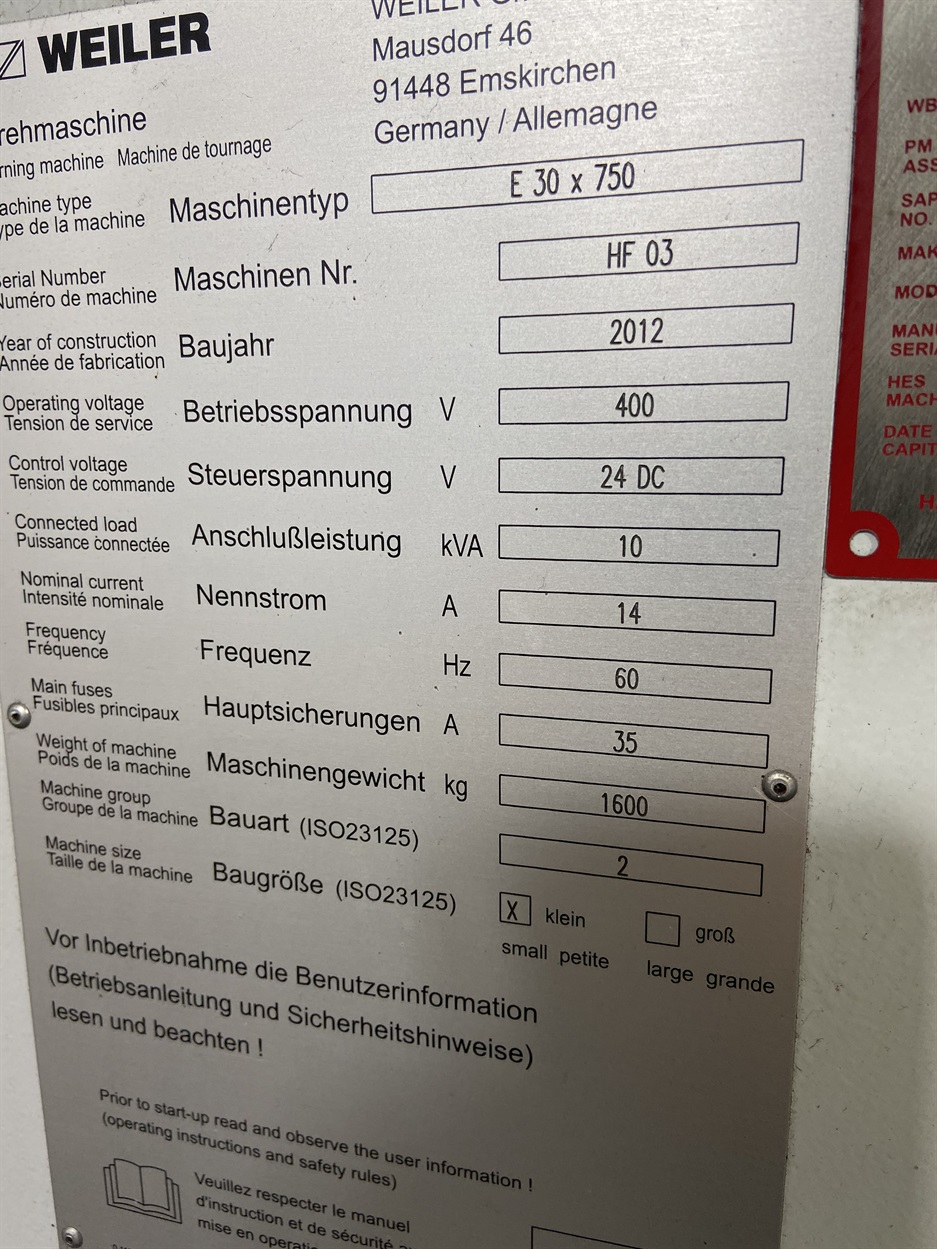 WEILER
WEILER
Mausdorf 46
91448 Emskirchen
Germany / Allemagne
rehmaschine
rning machine Machine de tournage
achine type
ype de la machine
Maschinentyp
E 30 x 750
erial Number
Numéro de machine
Maschinen Nr.
HF 03
Year of construction
Année de fabrication
Baujahr
2012
Operating voltage
Tension de service
Betriebsspannung V
400
Control voltage
Tension de commande
Steuerspannung V
24 DC
Connected load
Puissance connectée
Anschlußleistung kVA
10
Nominal current
Intensité nominale
Nennstrom A
14
Frequency
Fréquence
Frequenz Hz
60
Main fuses
Fusibles principaux
Hauptsicherungen A
35
Weight of machine
Poids de la machine
Maschinengewicht kg
1600
Machine group
Groupe de la machine
Bauart (ISO23125)
2
Machine size
Taille de la machine
Baugröße (ISO23125)
X klein groß
small petite large grande
Vor Inbetriebnahme die Benutzerinformation
(Betriebsanleitung und Sicherheitshinweise)
lesen und beachten !
Prior to start-up read and observe the user information !
(operating instructions and safety rules)
Veuillez respecter le manuel
d'instruction et de sécurité
mise en operati
WB
PM
ASS
SAP
NO.
MAK
MOD
MANU
SERIA
HES
MACH
DATE
CAPIT
H